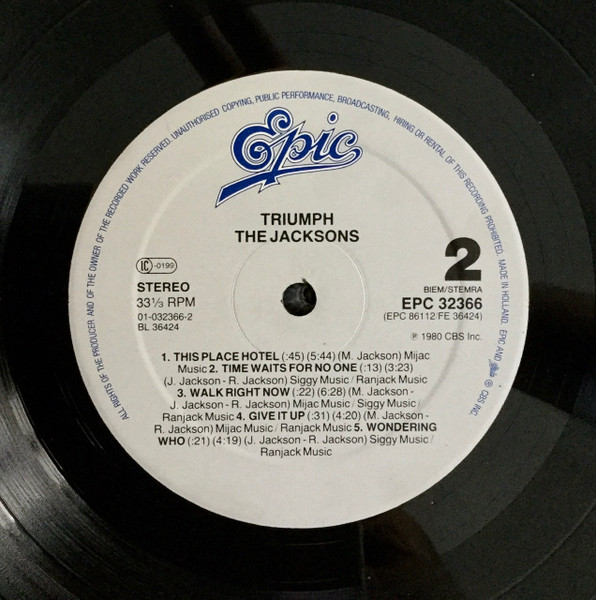 ALL RIGHTS OF THE PRODUCER AND OF THE OWNER OF THE RECORDED WORK RESERVED. UNAUTHORISED COPYING, PUBLIC PERFORMANCE, BROADCASTING, HIRING OR RENTAL OF THIS RECORDING PROHIBITED. MADE IN HOLLAND. EPIC AND Epic ® CBS INC.
Epic
TRIUMPH
THE JACKSONS
LC -0199
2
STEREO
BIEM/STEMRA
33⅓ RPM
EPC 32366
01-032366-2
(EPC 86112/FE 36424)
BL 36424
℗ 1980 CBS Inc.
1. THIS PLACE HOTEL (:45) (5:44) (M. Jackson) Mijac
Music 2. TIME WAITS FOR NO ONE (:13) (3:23)
(J. Jackson - R. Jackson) Siggy Music / Ranjack Music
3. WALK RIGHT NOW (:22) (6:28) (M. Jackson -
J. Jackson - R. Jackson) Mijac Music / Siggy Music /
Ranjack Music 4. GIVE IT UP (:31) (4:20) (M. Jackson -
R. Jackson) Mijac Music / Ranjack Music 5. WONDERING
WHO (:21) (4:19) (J. Jackson - R. Jackson) Siggy Music /
Ranjack Music